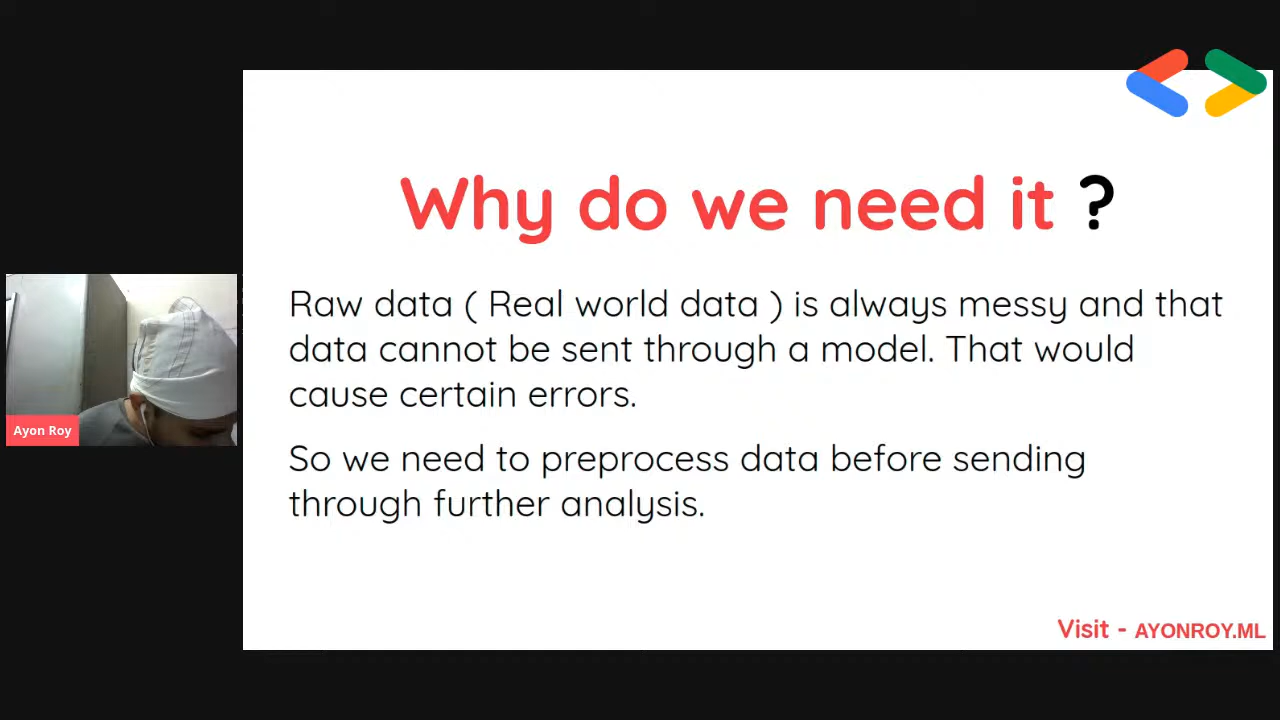 Why do we need it ?
Raw data ( Real world data ) is always messy and that
data cannot be sent through a model. That would
cause certain errors.
So we need to preprocess data before sending
through further analysis.
Ayon Roy
Visit - AYONROY.ML